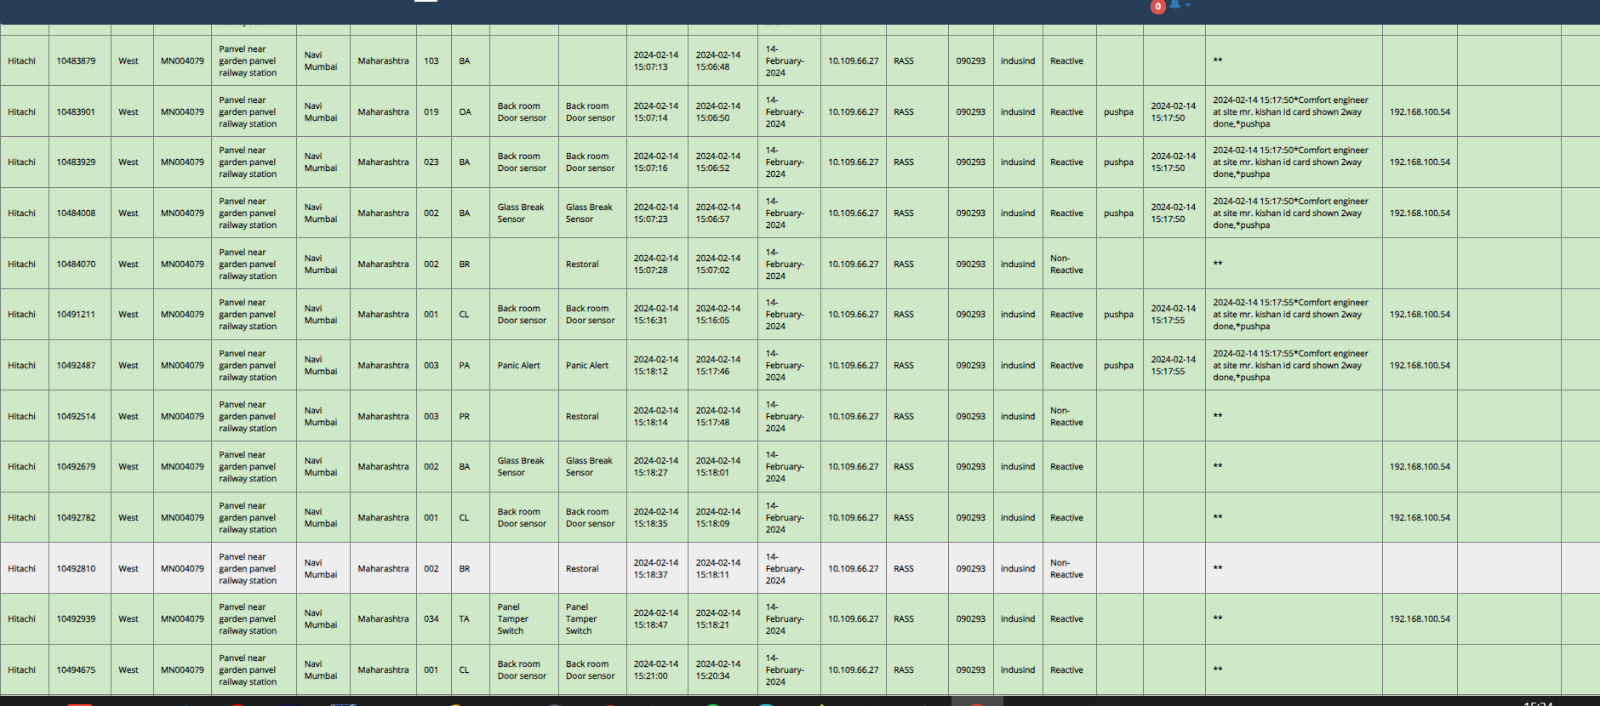 0
Hitachi 10483879 West MN004079 Panvel near garden panvel railway station Navi Mumbai Maharashtra 103 BA 2024-02-14 15:07:13 2024-02-14 15:06:48 14-February-2024 10.109.66.27 RASS 090293 indusind Reactive **
Hitachi 10483901 West MN004079 Panvel near garden panvel railway station Navi Mumbai Maharashtra 019 OA Back room Door sensor Back room Door sensor 2024-02-14 15:07:14 2024-02-14 15:06:50 14-February-2024 10.109.66.27 RASS 090293 indusind Reactive pushpa 2024-02-14 15:17:50 2024-02-14 15:17:50*Comfort engineer at site mr. kishan id card shown 2way done,*pushpa 192.168.100.54
Hitachi 10483929 West MN004079 Panvel near garden panvel railway station Navi Mumbai Maharashtra 023 BA Back room Door sensor Back room Door sensor 2024-02-14 15:07:16 2024-02-14 15:06:52 14-February-2024 10.109.66.27 RASS 090293 indusind Reactive pushpa 2024-02-14 15:17:50 2024-02-14 15:17:50*Comfort engineer at site mr. kishan id card shown 2way done,*pushpa 192.168.100.54
Hitachi 10484008 West MN004079 Panvel near garden panvel railway station Navi Mumbai Maharashtra 002 BA Glass Break Sensor Glass Break Sensor 2024-02-14 15:07:23 2024-02-14 15:06:57 14-February-2024 10.109.66.27 RASS 090293 indusind Reactive pushpa 2024-02-14 15:17:50 2024-02-14 15:17:50*Comfort engineer at site mr. kishan id card shown 2way done,*pushpa 192.168.100.54
Hitachi 10484070 West MN004079 Panvel near garden panvel railway station Navi Mumbai Maharashtra 002 BR Restoral 2024-02-14 15:07:28 2024-02-14 15:07:02 14-February-2024 10.109.66.27 RASS 090293 indusind Non-Reactive **
Hitachi 10491211 West MN004079 Panvel near garden panvel railway station Navi Mumbai Maharashtra 001 CL Back room Door sensor Back room Door sensor 2024-02-14 15:16:31 2024-02-14 15:16:05 14-February-2024 10.109.66.27 RASS 090293 indusind Reactive pushpa 2024-02-14 15:17:55 2024-02-14 15:17:55*Comfort engineer at site mr. kishan id card shown 2way done,*pushpa 192.168.100.54
Hitachi 10492487 West MN004079 Panvel near garden panvel railway station Navi Mumbai Maharashtra 003 PA Panic Alert Panic Alert 2024-02-14 15:18:12 2024-02-14 15:17:46 14-February-2024 10.109.66.27 RASS 090293 indusind Reactive pushpa 2024-02-14 15:17:55 2024-02-14 15:17:55*Comfort engineer at site mr. kishan id card shown 2way done,*pushpa 192.168.100.54
Hitachi 10492514 West MN004079 Panvel near garden panvel railway station Navi Mumbai Maharashtra 003 PR Restoral 2024-02-14 15:18:14 2024-02-14 15:17:48 14-February-2024 10.109.66.27 RASS 090293 indusind Non-Reactive **
Hitachi 10492679 West MN004079 Panvel near garden panvel railway station Navi Mumbai Maharashtra 002 BA Glass Break Sensor Glass Break Sensor 2024-02-14 15:18:27 2024-02-14 15:18:01 14-February-2024 10.109.66.27 RASS 090293 indusind Reactive ** 192.168.100.54
Hitachi 10492782 West MN004079 Panvel near garden panvel railway station Navi Mumbai Maharashtra 001 CL Back room Door sensor Back room Door sensor 2024-02-14 15:18:35 2024-02-14 15:18:09 14-February-2024 10.109.66.27 RASS 090293 indusind Reactive ** 192.168.100.54
Hitachi 10492810 West MN004079 Panvel near garden panvel railway station Navi Mumbai Maharashtra 002 BR Restoral 2024-02-14 15:18:37 2024-02-14 15:18:11 14-February-2024 10.109.66.27 RASS 090293 indusind Non-Reactive **
Hitachi 10492939 West MN004079 Panvel near garden panvel railway station Navi Mumbai Maharashtra 034 TA Panel Tamper Switch Panel Tamper Switch 2024-02-14 15:18:47 2024-02-14 15:18:21 14-February-2024 10.109.66.27 RASS 090293 indusind Reactive ** 192.168.100.54
Hitachi 10494675 West MN004079 Panvel near garden panvel railway station Navi Mumbai Maharashtra 001 CL Back room Door sensor Back room Door sensor 2024-02-14 15:21:00 2024-02-14 15:20:34 14-February-2024 10.109.66.27 RASS 090293 indusind Reactive **